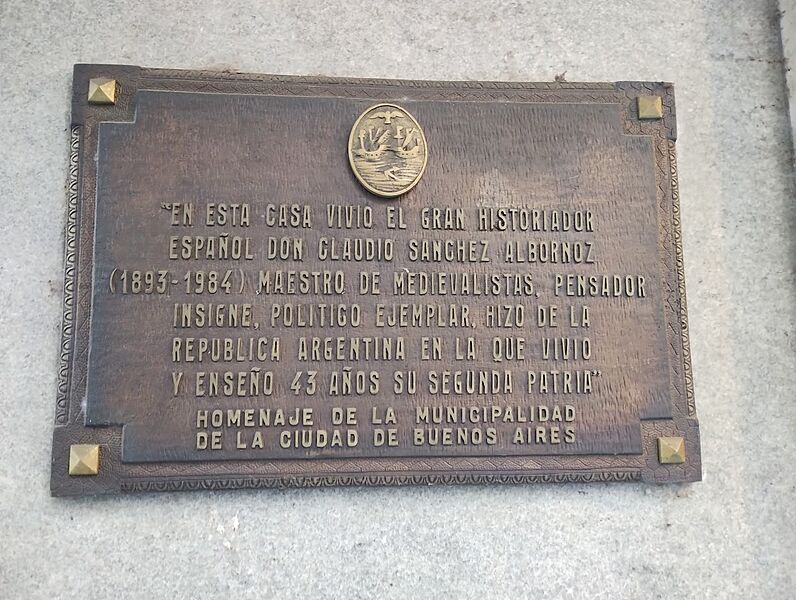 "EN ESTA CASA VIVIO EL GRAN HISTORIADOR
ESPAÑOL DON CLAUDIO SANCHEZ ALBORNOZ
(1893-1984) MAESTRO DE MEDIEVALISTAS, PENSADOR
INSIGNE, POLITICO EJEMPLAR, HIZO DE LA
REPUBLICA ARGENTINA EN LA QUE VIVIO
Y ENSEÑO 43 AÑOS SU SEGUNDA PATRIA"
HOMENAJE DE LA MUNICIPALIDAD
DE LA CIUDAD DE BUENOS AIRES